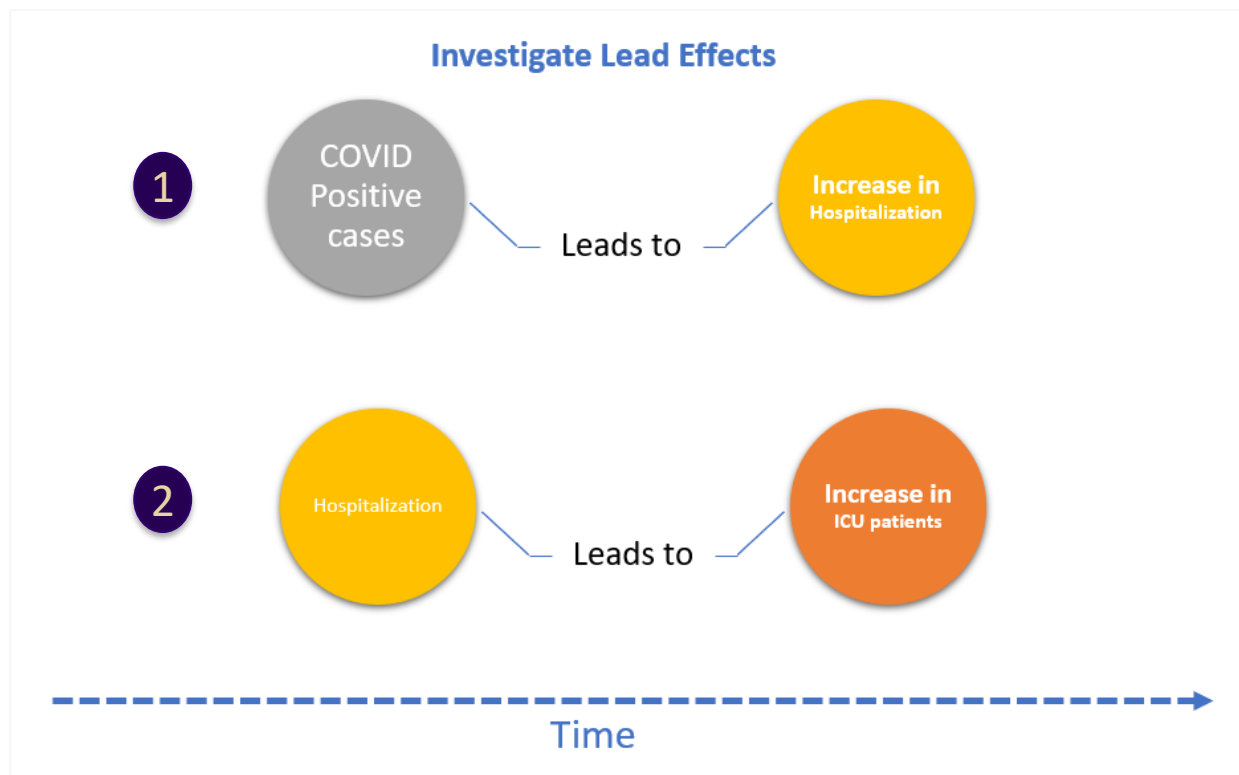 Investigate Lead Effects
1
COVID
Positive
cases
Leads to
Increase in
Hospitalization
2
Hospitalization
Leads to
Increase in
ICU patients
Time